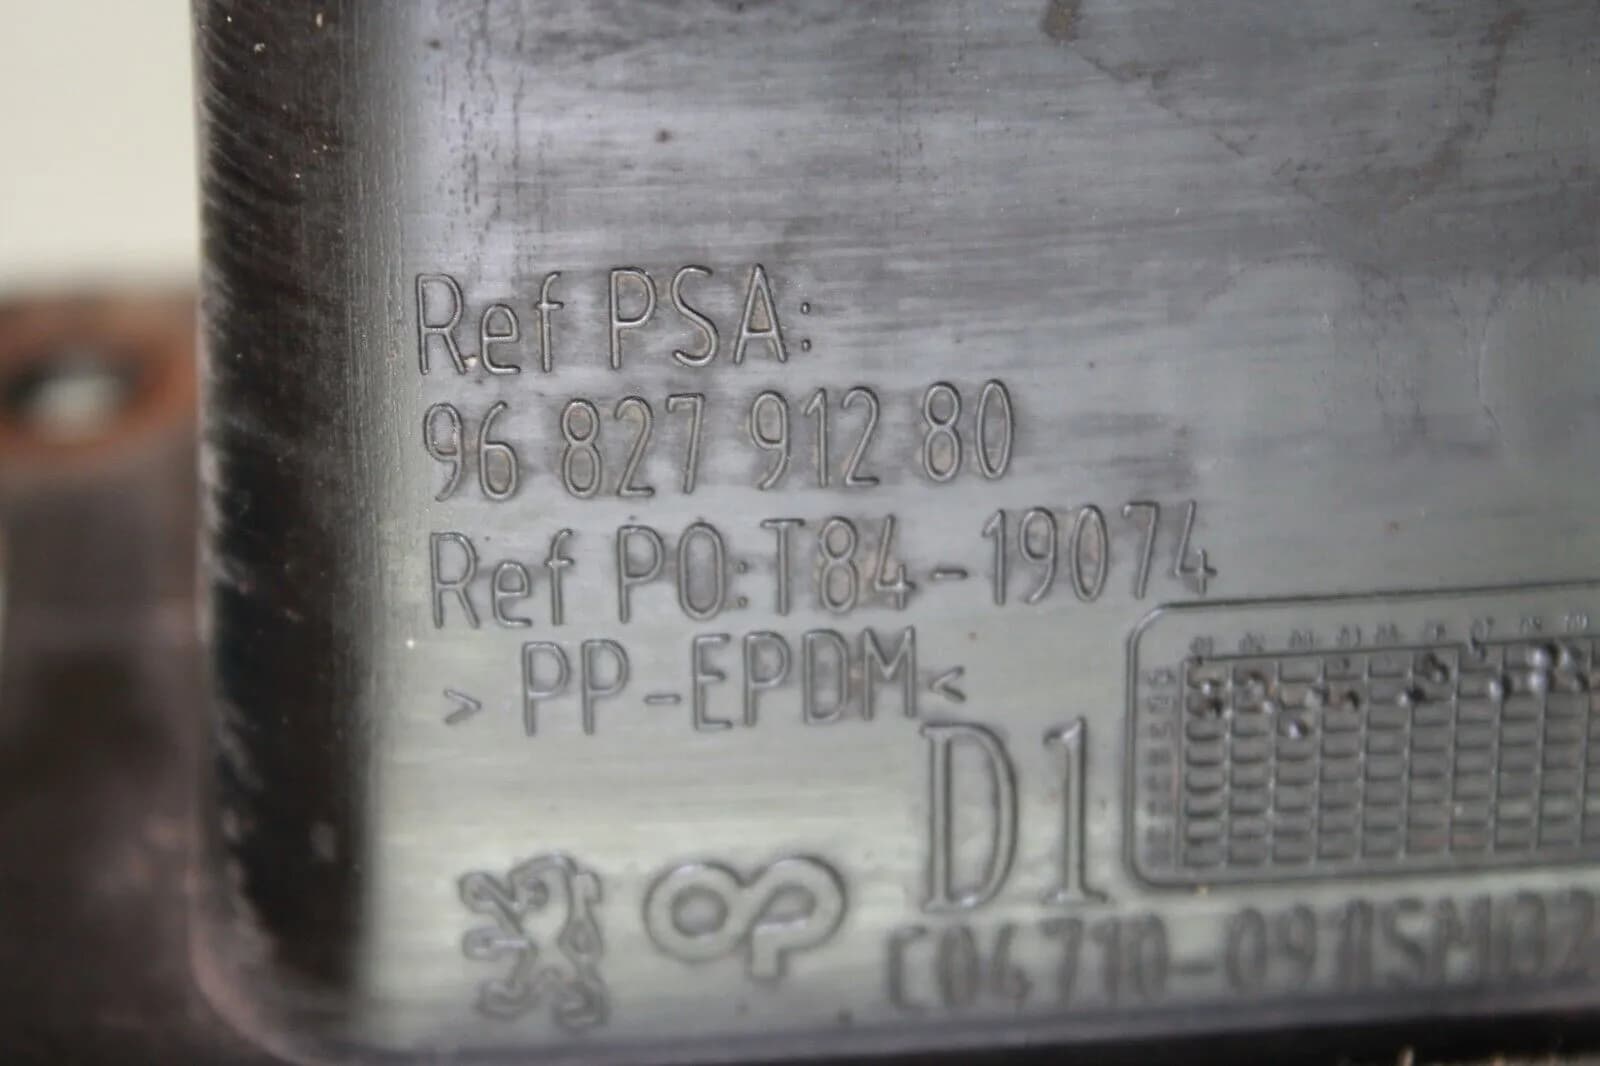 Ref PSA:
96 827 912 80
Ref PO:T84-19074
> PP-EPDM <
D1